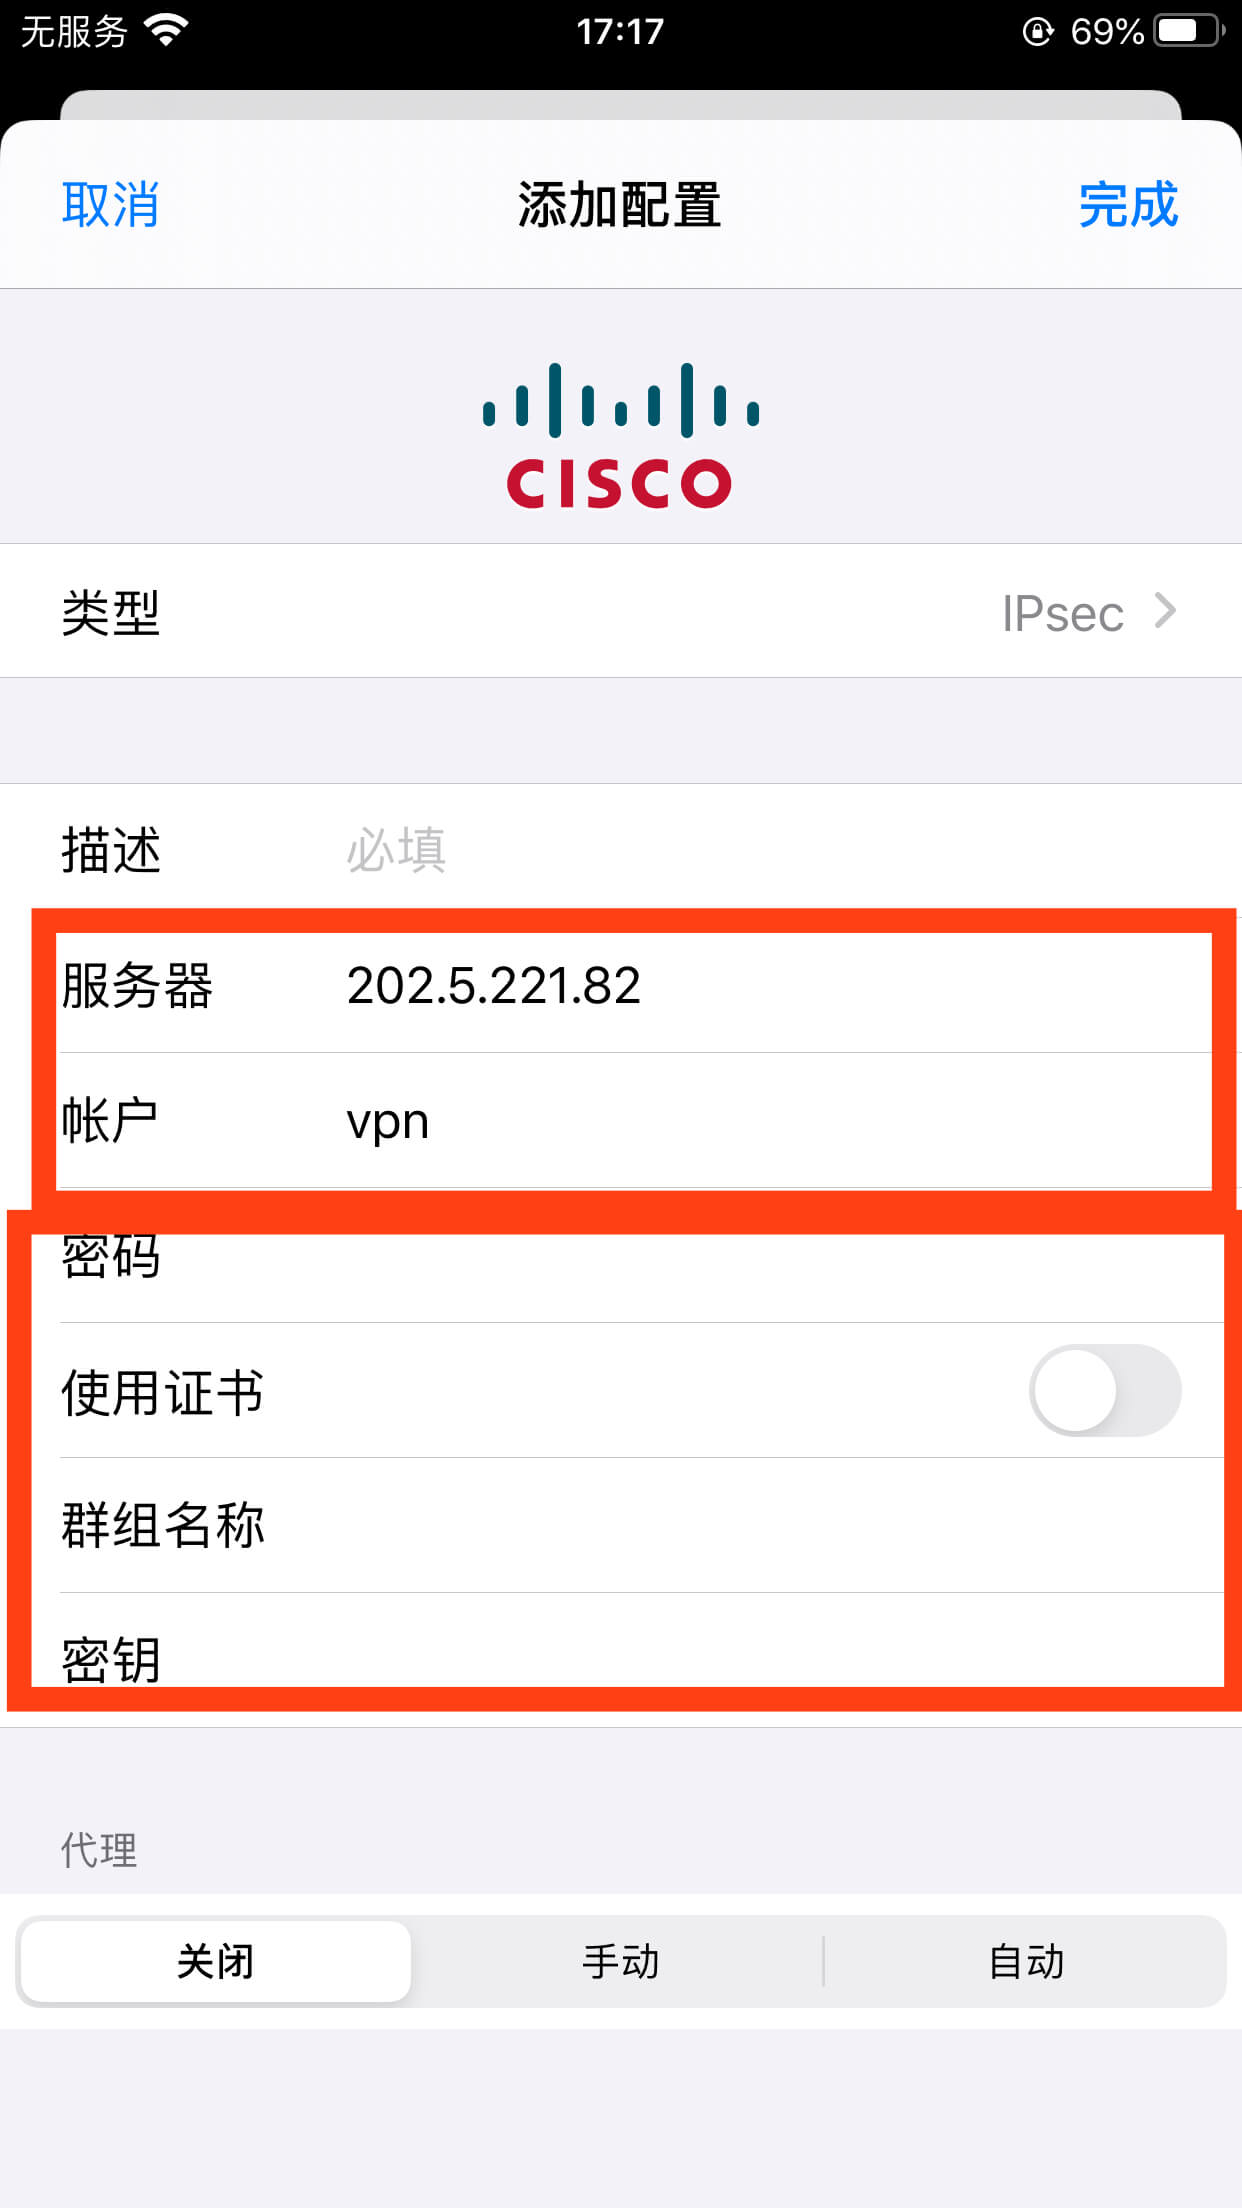 无服务 17:17 69%
取消 添加配置 完成
CISCO
类型 IPsec
描述 必填
服务器 202.5.221.82
帐户 vpn
密码
使用证书
群组名称
密钥
代理
关闭 手动 自动